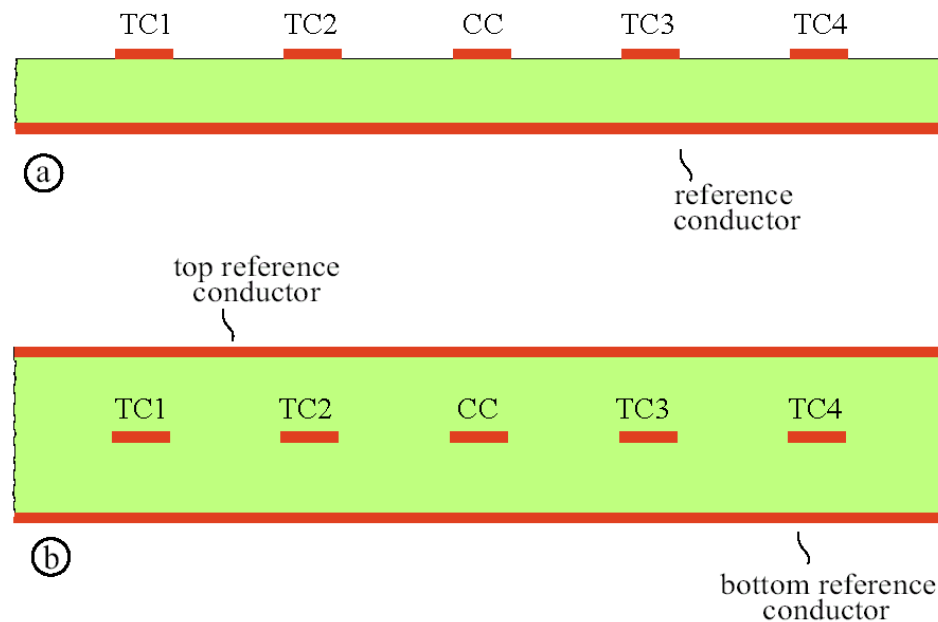 TC1 TC2 CC TC3 TC4
a
reference
conductor
top reference
conductor
TC1 TC2 CC TC3 TC4
b
bottom reference
conductor